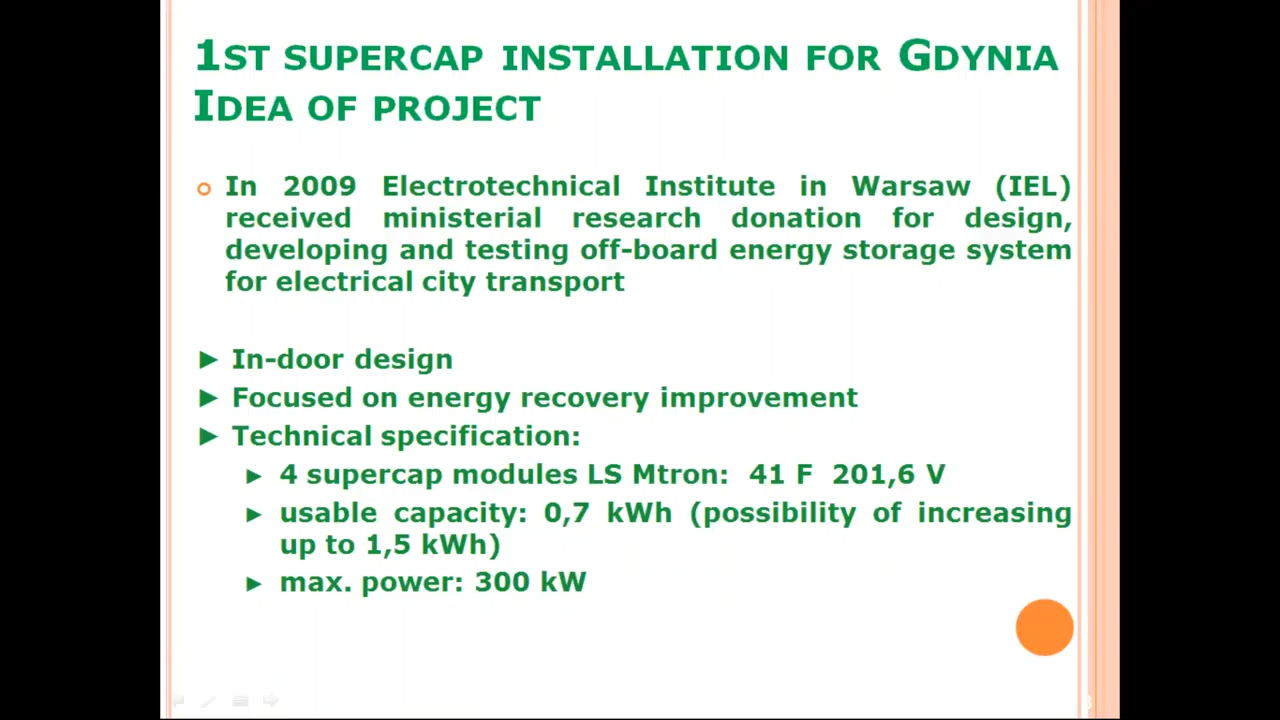 1ST SUPERCAP INSTALLATION FOR GDYNIA
IDEA OF PROJECT
In 2009 Electrotechnical Institute in Warsaw (IEL)
received ministerial research donation for design,
developing and testing off-board energy storage system
for electrical city transport
► In-door design
► Focused on energy recovery improvement
► Technical specification:
► 4 supercap modules LS Mtron: 41 F 201,6 V
► usable capacity: 0,7 kWh (possibility of increasing
up to 1,5 kWh)
► max. power: 300 kW